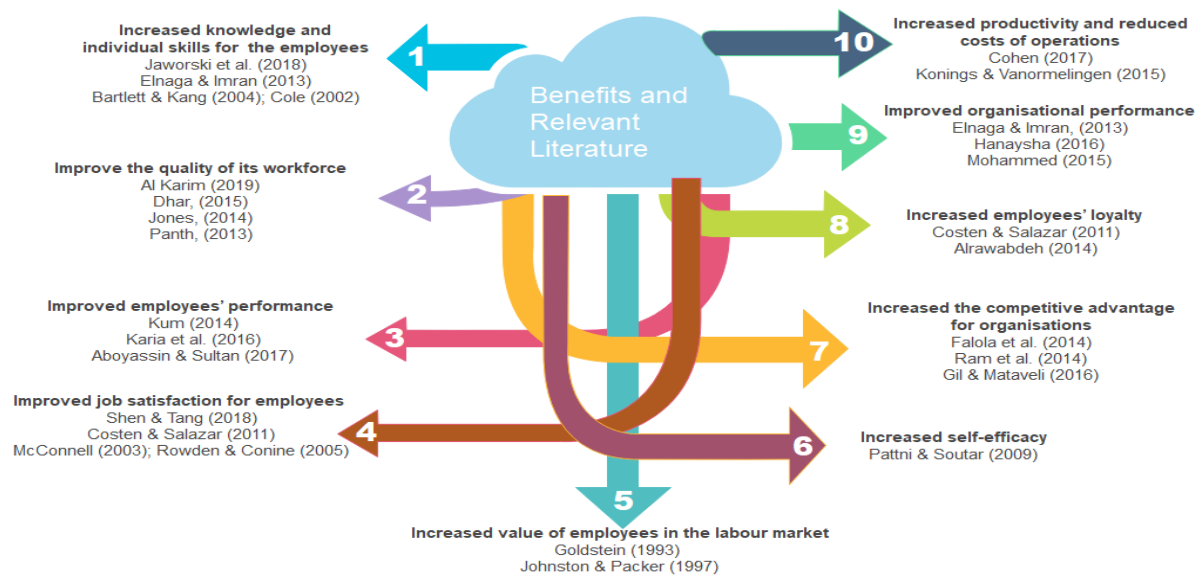 Benefits and
Relevant
Literature
1
Increased knowledge and
individual skills for the employees
Jaworski et al. (2018)
Elnaga & Imran (2013)
Bartlett & Kang (2004); Cole (2002)
2
Improve the quality of its workforce
Al Karim (2019)
Dhar, (2015)
Jones, (2014)
Panth, (2013)
3
Improved employees’ performance
Kum (2014)
Karia et al. (2016)
Aboyassin & Sultan (2017)
4
Improved job satisfaction for employees
Shen & Tang (2018)
Costen & Salazar (2011)
McConnell (2003); Rowden & Conine (2005)
5
Increased value of employees in the labour market
Goldstein (1993)
Johnston & Packer (1997)
6
Increased self-efficacy
Pattni & Soutar (2009)
7
Increased the competitive advantage
for organisations
Falola et al. (2014)
Ram et al. (2014)
Gil & Mataveli (2016)
8
Increased employees’ loyalty
Costen & Salazar (2011)
Alrawabdeh (2014)
9
Improved organisational performance
Elnaga & Imran, (2013)
Hanaysha (2016)
Mohammed (2015)
10
Increased productivity and reduced
costs of operations
Cohen (2017)
Konings & Vanormelingen (2015)